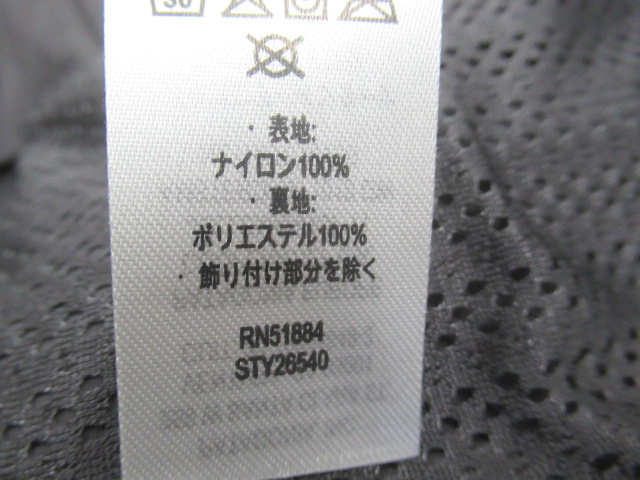 30
・表地:
ナイロン100%
・裏地:
ポリエステル100%
・飾り付け部分を除く
RN51884
STY26540